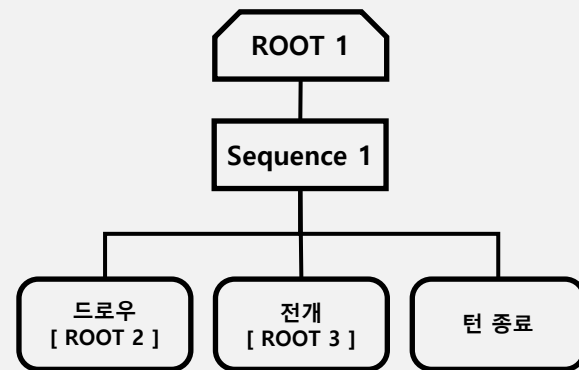 ROOT 1
Sequence 1
드로우
[ ROOT 2 ]
전개
[ ROOT 3 ]
턴 종료